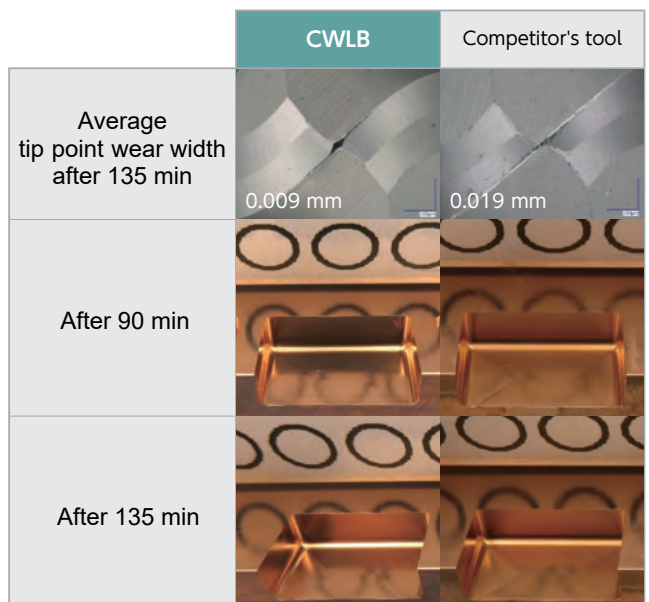 CWLB
Competitor's tool
Average
tip point wear width
after 135 min
0.009 mm
0.019 mm
After 90 min
After 135 min